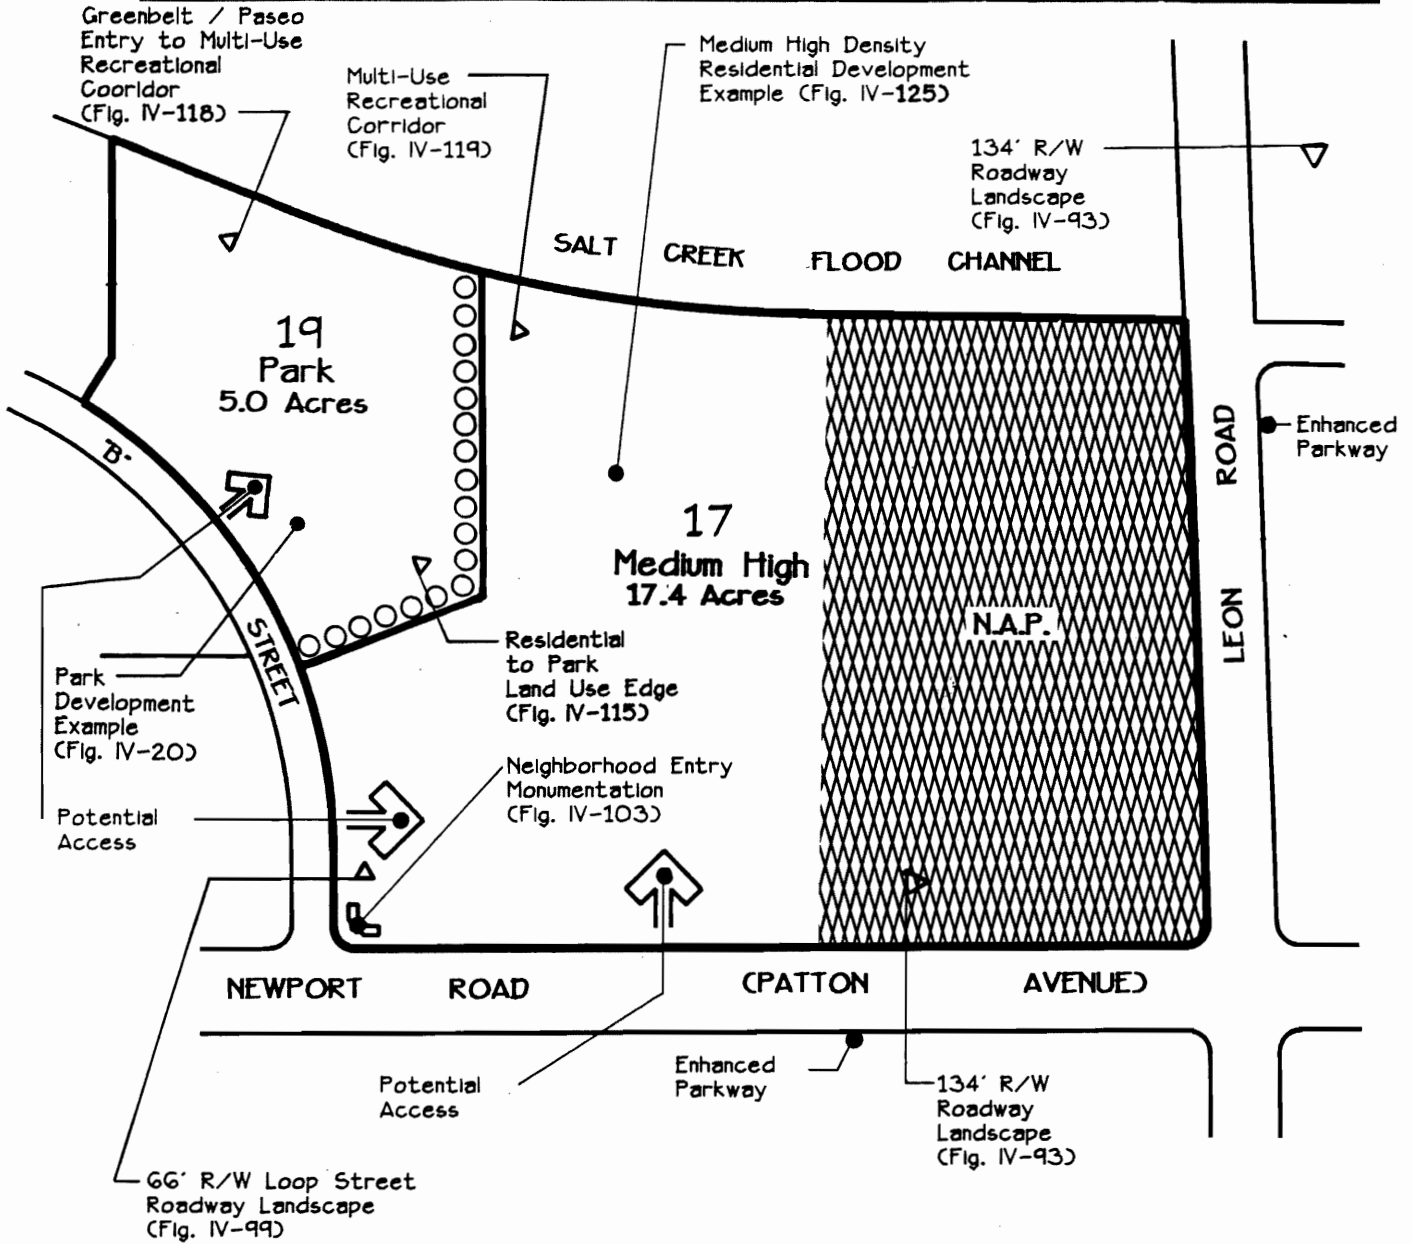 Greenbelt / Paseo
Entry to Multi-Use
Recreational
Cooridor
(Fig. IV-118)
Multi-Use
Recreational
Corridor
(Fig. IV-119)
Medium High Density
Residential Development
Example (Fig. IV-125)
134' R/W
Roadway
Landscape
(Fig. IV-93)
SALT CREEK FLOOD CHANNEL
19
Park
5.0 Acres
"B" STREET
17
Medium High
17.4 Acres
N.A.P.
LEON ROAD
Enhanced
Parkway
Residential
to Park
Land Use Edge
(Fig. IV-115)
Park
Development
Example
(Fig. IV-20)
Neighborhood Entry
Monumentation
(Fig. IV-103)
Potential
Access
NEWPORT ROAD (PATTON AVENUE)
Potential
Access
Enhanced
Parkway
134' R/W
Roadway
Landscape
(Fig. IV-93)
66' R/W Loop Street
Roadway Landscape
(Fig. IV-99)